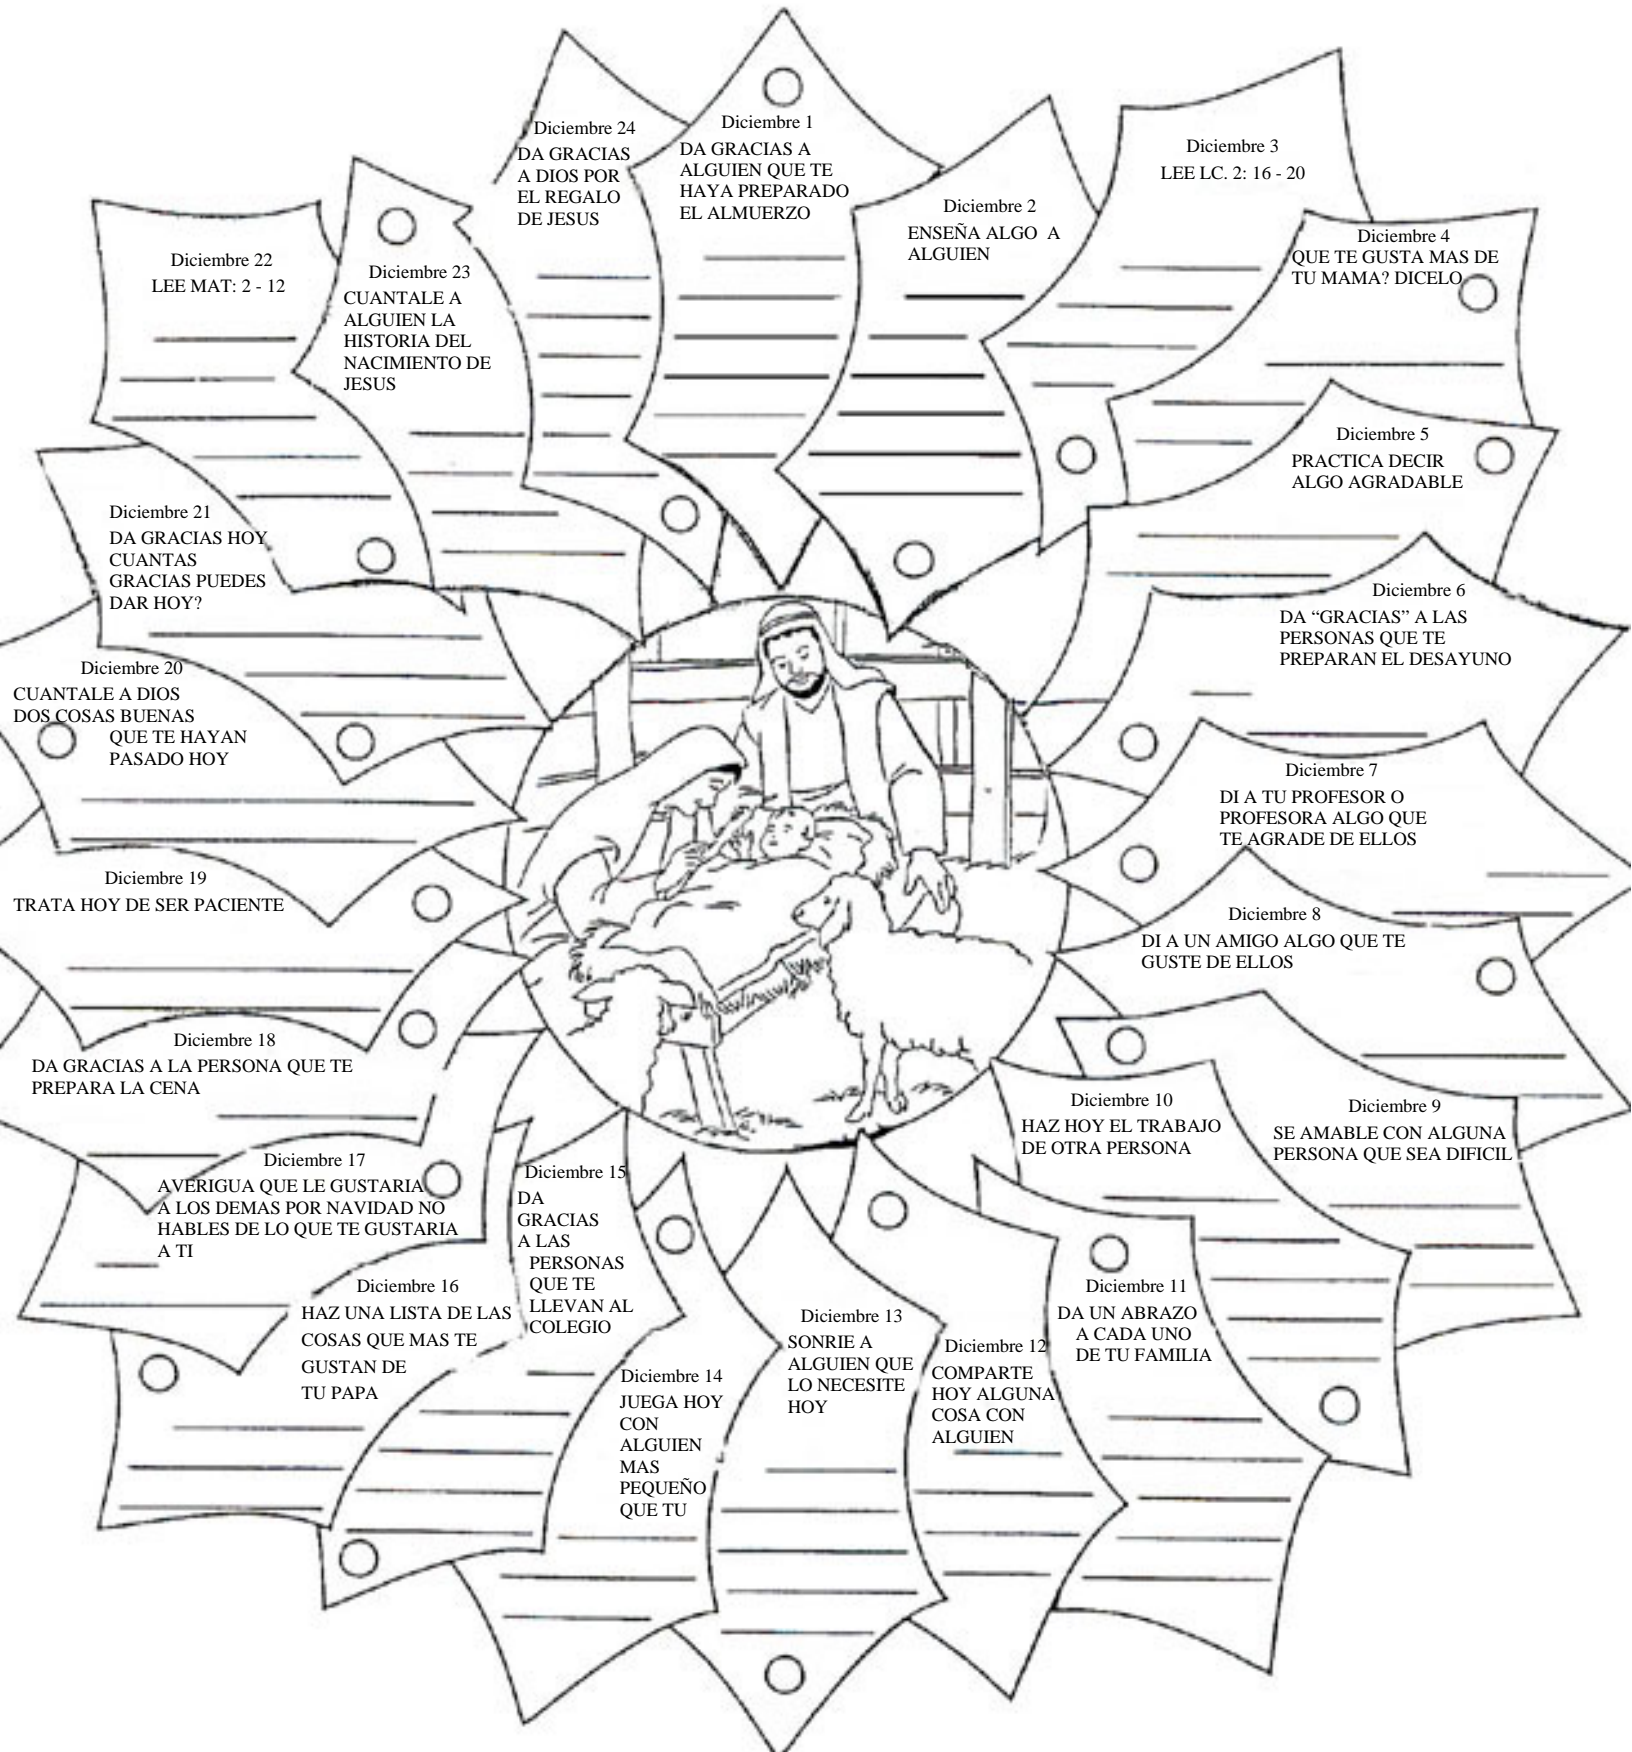 Diciembre 1
DA GRACIAS A
ALGUIEN QUE TE
HAYA PREPARADO
EL ALMUERZO
Diciembre 2
ENSEÑA ALGO A
ALGUIEN
Diciembre 3
LEE LC. 2: 16 - 20
Diciembre 4
QUE TE GUSTA MAS DE
TU MAMA? DICELO
Diciembre 5
PRACTICA DECIR
ALGO AGRADABLE
Diciembre 6
DA “GRACIAS” A LAS
PERSONAS QUE TE
PREPARAN EL DESAYUNO
Diciembre 7
DI A TU PROFESOR O
PROFESORA ALGO QUE
TE AGRADE DE ELLOS
Diciembre 8
DI A UN AMIGO ALGO QUE TE
GUSTE DE ELLOS
Diciembre 9
SE AMABLE CON ALGUNA
PERSONA QUE SEA DIFICIL
Diciembre 10
HAZ HOY EL TRABAJO
DE OTRA PERSONA
Diciembre 11
DA UN ABRAZO
A CADA UNO
DE TU FAMILIA
Diciembre 12
COMPARTE
HOY ALGUNA
COSA CON
ALGUIEN
Diciembre 13
SONRIE A
ALGUIEN QUE
LO NECESITE
HOY
Diciembre 14
JUEGA HOY
CON
ALGUIEN
MAS
PEQUEÑO
QUE TU
Diciembre 15
DA
GRACIAS
A LAS
PERSONAS
QUE TE
LLEVAN AL
COLEGIO
Diciembre 16
HAZ UNA LISTA DE LAS
COSAS QUE MAS TE
GUSTAN DE
TU PAPA
Diciembre 17
AVERIGUA QUE LE GUSTARIA
A LOS DEMAS POR NAVIDAD NO
HABLES DE LO QUE TE GUSTARIA
A TI
Diciembre 18
DA GRACIAS A LA PERSONA QUE TE
PREPARA LA CENA
Diciembre 19
TRATA HOY DE SER PACIENTE
Diciembre 20
CUANTALE A DIOS
DOS COSAS BUENAS
QUE TE HAYAN
PASADO HOY
Diciembre 21
DA GRACIAS HOY
CUANTAS
GRACIAS PUEDES
DAR HOY?
Diciembre 22
LEE MAT: 2 - 12
Diciembre 23
CUANTALE A
ALGUIEN LA
HISTORIA DEL
NACIMIENTO DE
JESUS
Diciembre 24
DA GRACIAS
A DIOS POR
EL REGALO
DE JESUS